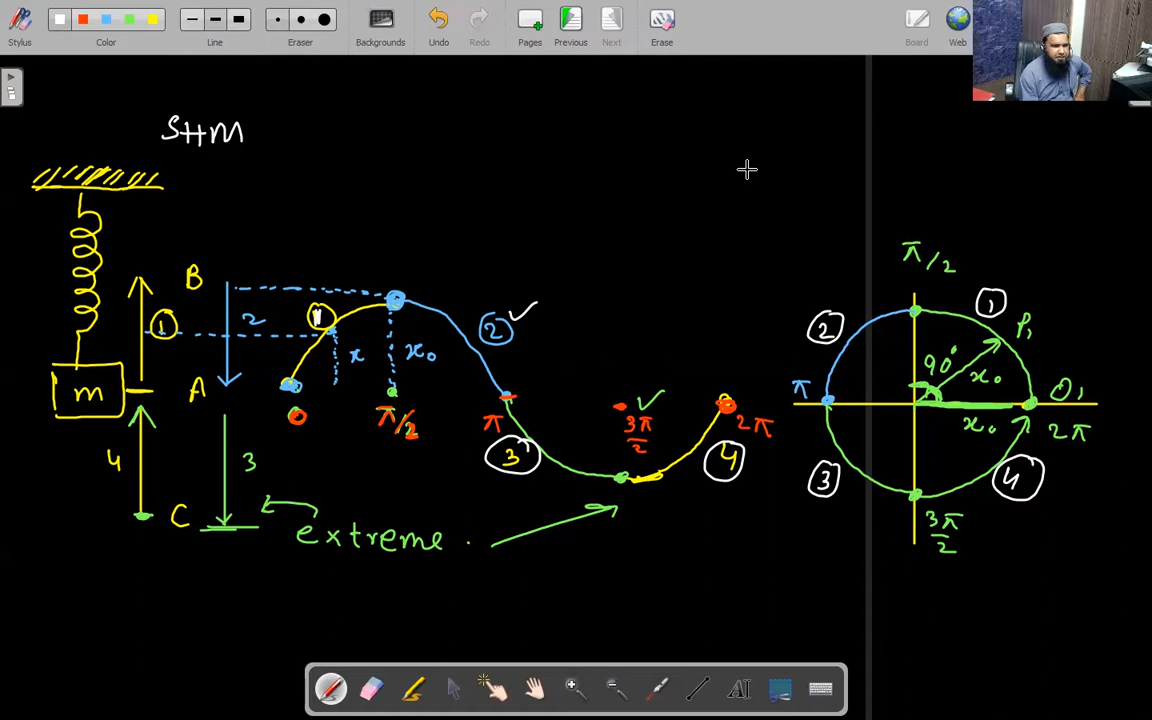 Stylus Color Line Eraser Backgrounds Undo Redo Pages Previous Next Erase Board Web
SHM
B
①
2
①
x
x₀
②
m
A
0
π/2
π
3π/2
2π
4
3
③
④
C
extreme.
π/2
①
②
P₁
90°
x₀
π
O₁
x₀
2π
③
④
3π/2